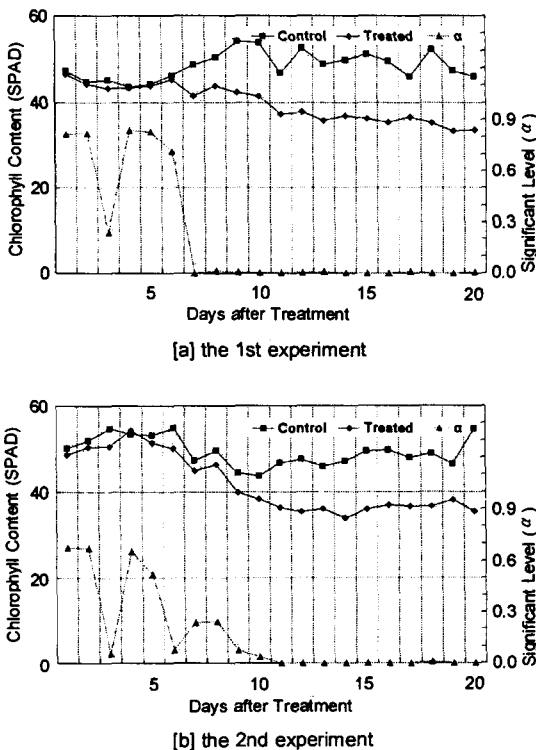 60
40
20
0
Chlorophyll Content (SPAD)
Control Treated α
0.9
0.6
0.3
0.0
Significant Level (α)
5 10 15 20
Days after Treatment
[a] the 1st experiment
60
40
20
0
Chlorophyll Content (SPAD)
Control Treated α
0.9
0.6
0.3
0.0
Significant Level (α)
5 10 15 20
Days after Treatment
[b] the 2nd experiment